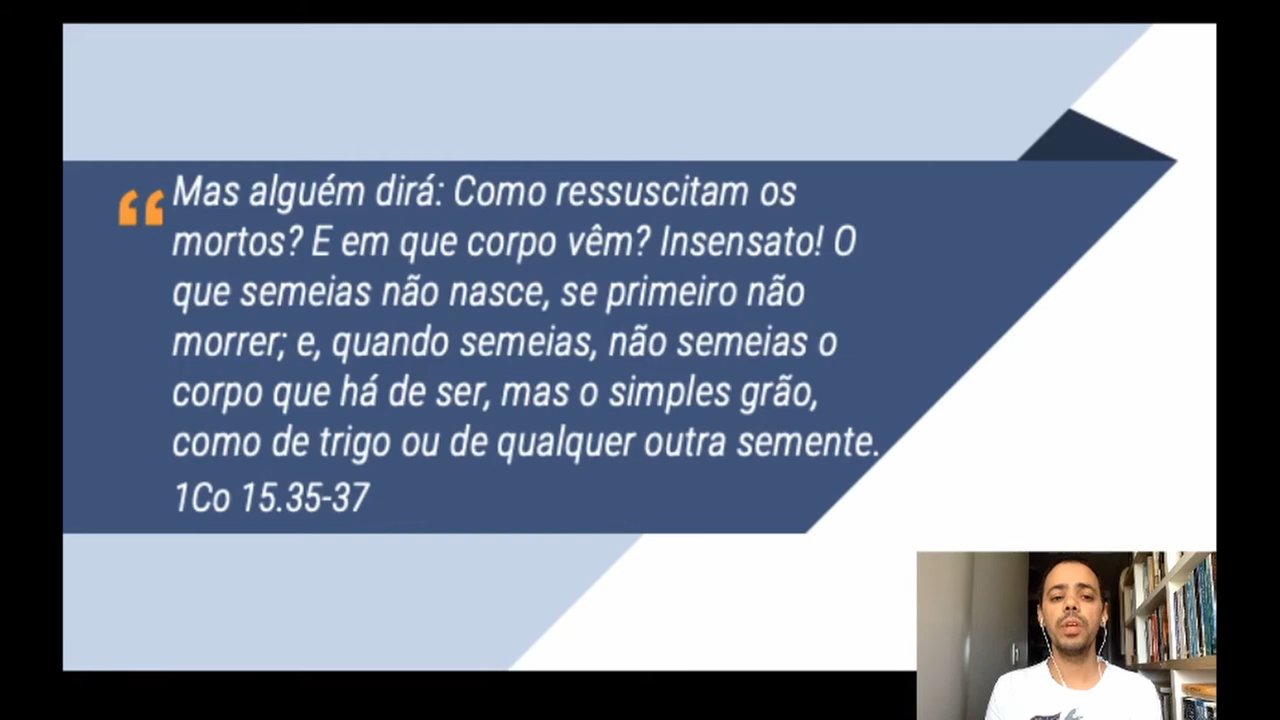 “Mas alguém dirá: Como ressuscitam os
mortos? E em que corpo vêm? Insensato! O
que semeias não nasce, se primeiro não
morrer; e, quando semeias, não semeias o
corpo que há de ser, mas o simples grão,
como de trigo ou de qualquer outra semente.
1Co 15.35-37